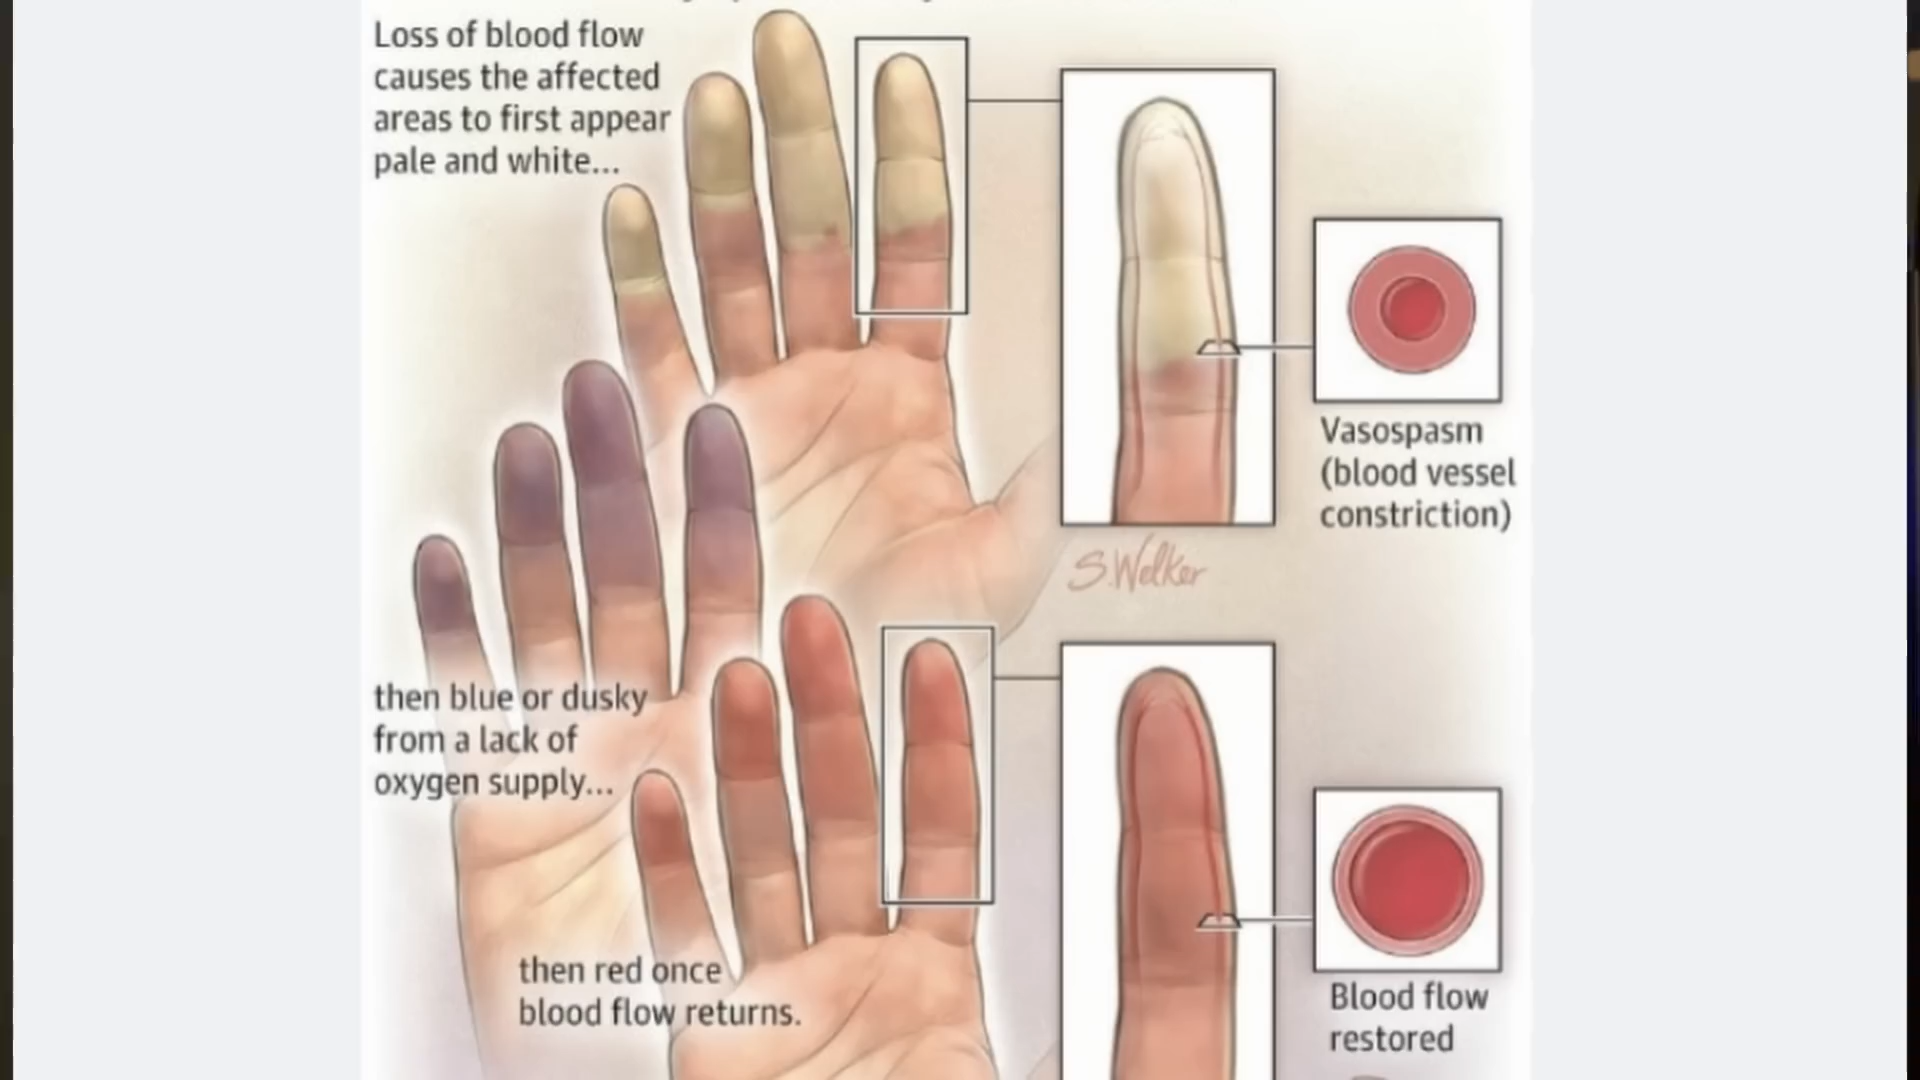 Loss of blood flow
causes the affected
areas to first appear
pale and white...
Vasospasm
(blood vessel
constriction)
S.Welker
then blue or dusky
from a lack of
oxygen supply...
then red once
blood flow returns.
Blood flow
restored